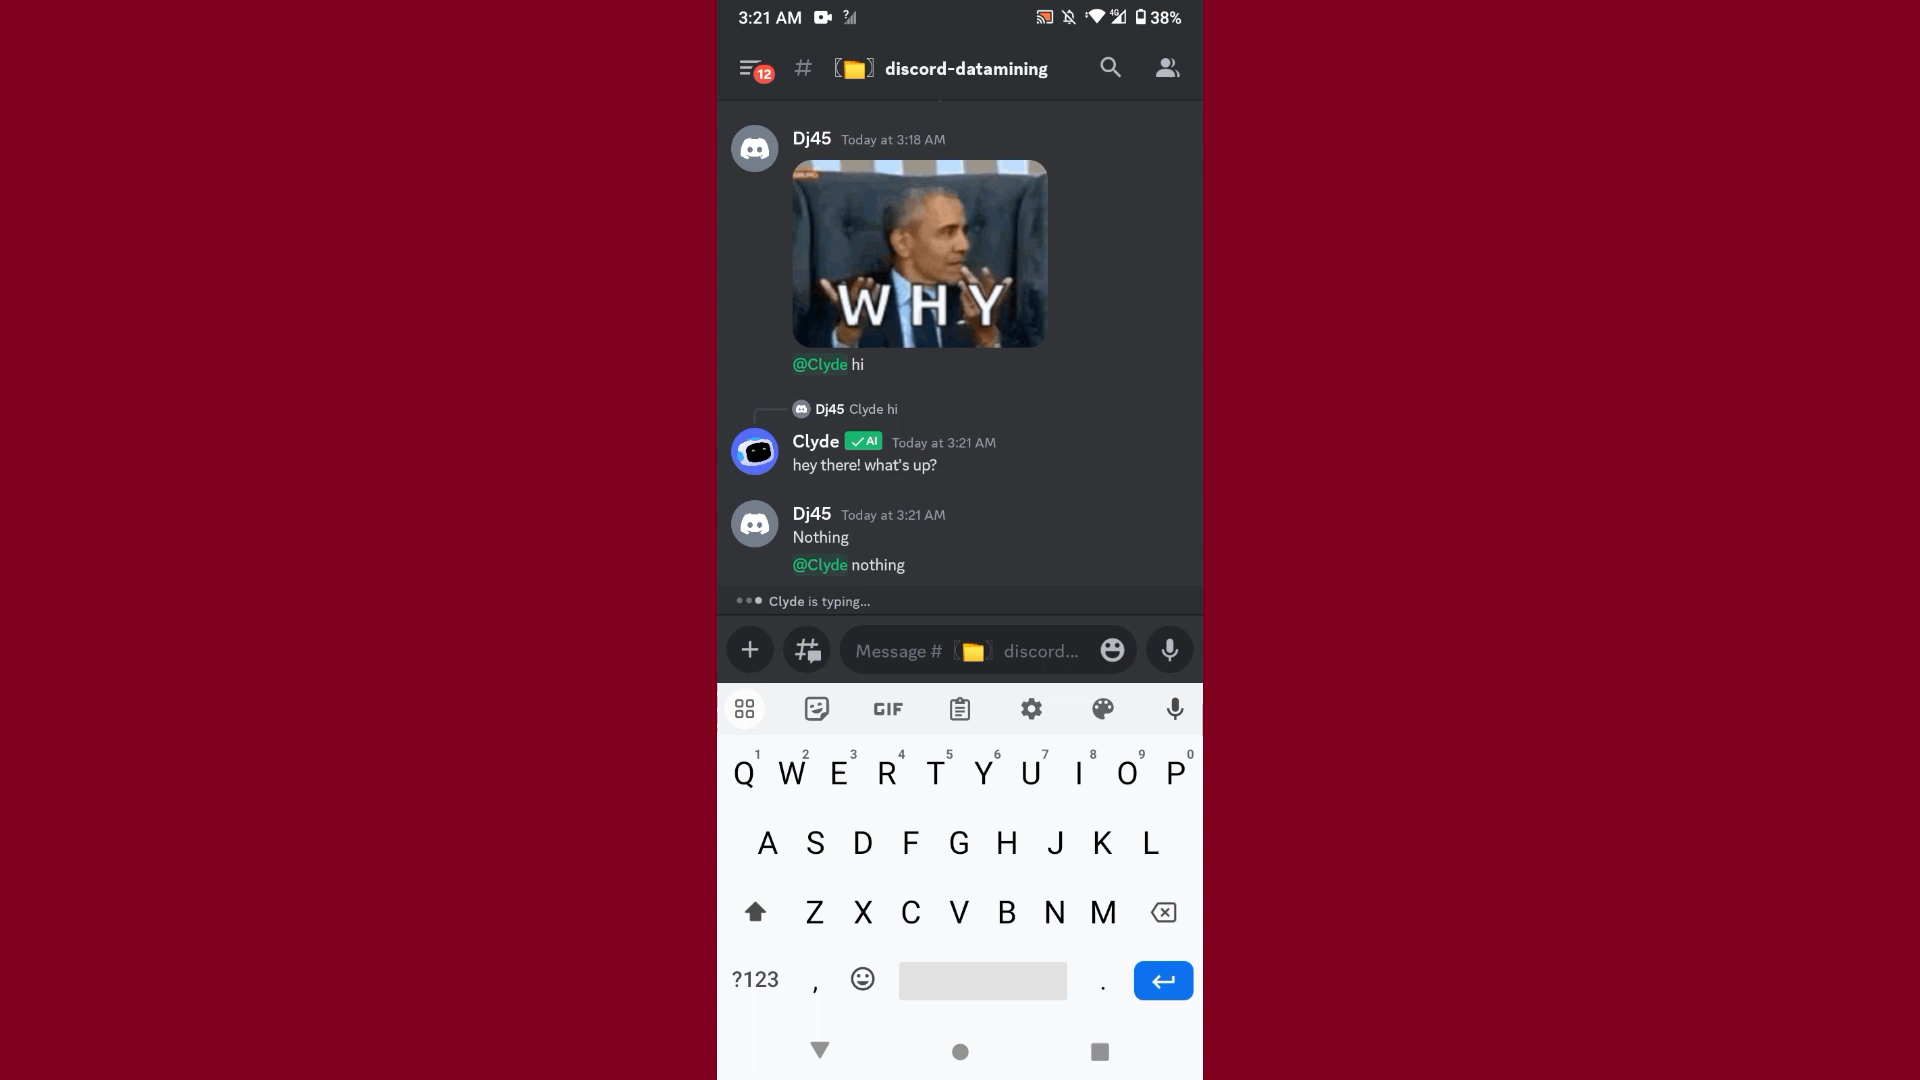 3:21 AM ? 4G 38%
12 # discord-datamining
Dj45 Today at 3:18 AM
WHY
@Clyde hi
Dj45 Clyde hi
Clyde AI Today at 3:21 AM
hey there! what's up?
Dj45 Today at 3:21 AM
Nothing
@Clyde nothing
Clyde is typing...
Message # discord...
GIF
1 2 3 4 5 6 7 8 9 0
Q W E R T Y U I O P
A S D F G H J K L
Z X C V B N M
?123 , .